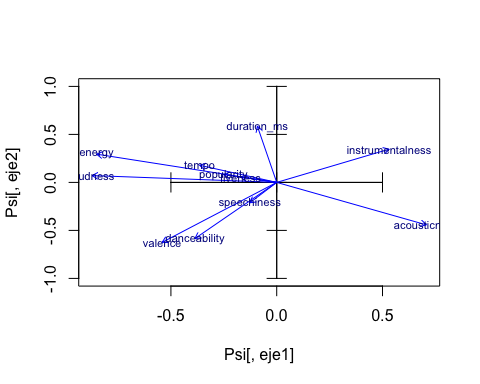 Psi[, eje2]
1.0
0.5
0.0
-0.5
-1.0
duration_ms
energy
instrumentalness
tempo
popularity
udness
liveness
speechiness
acousticn
danceability
valence
-0.5 0.0 0.5
Psi[, eje1]